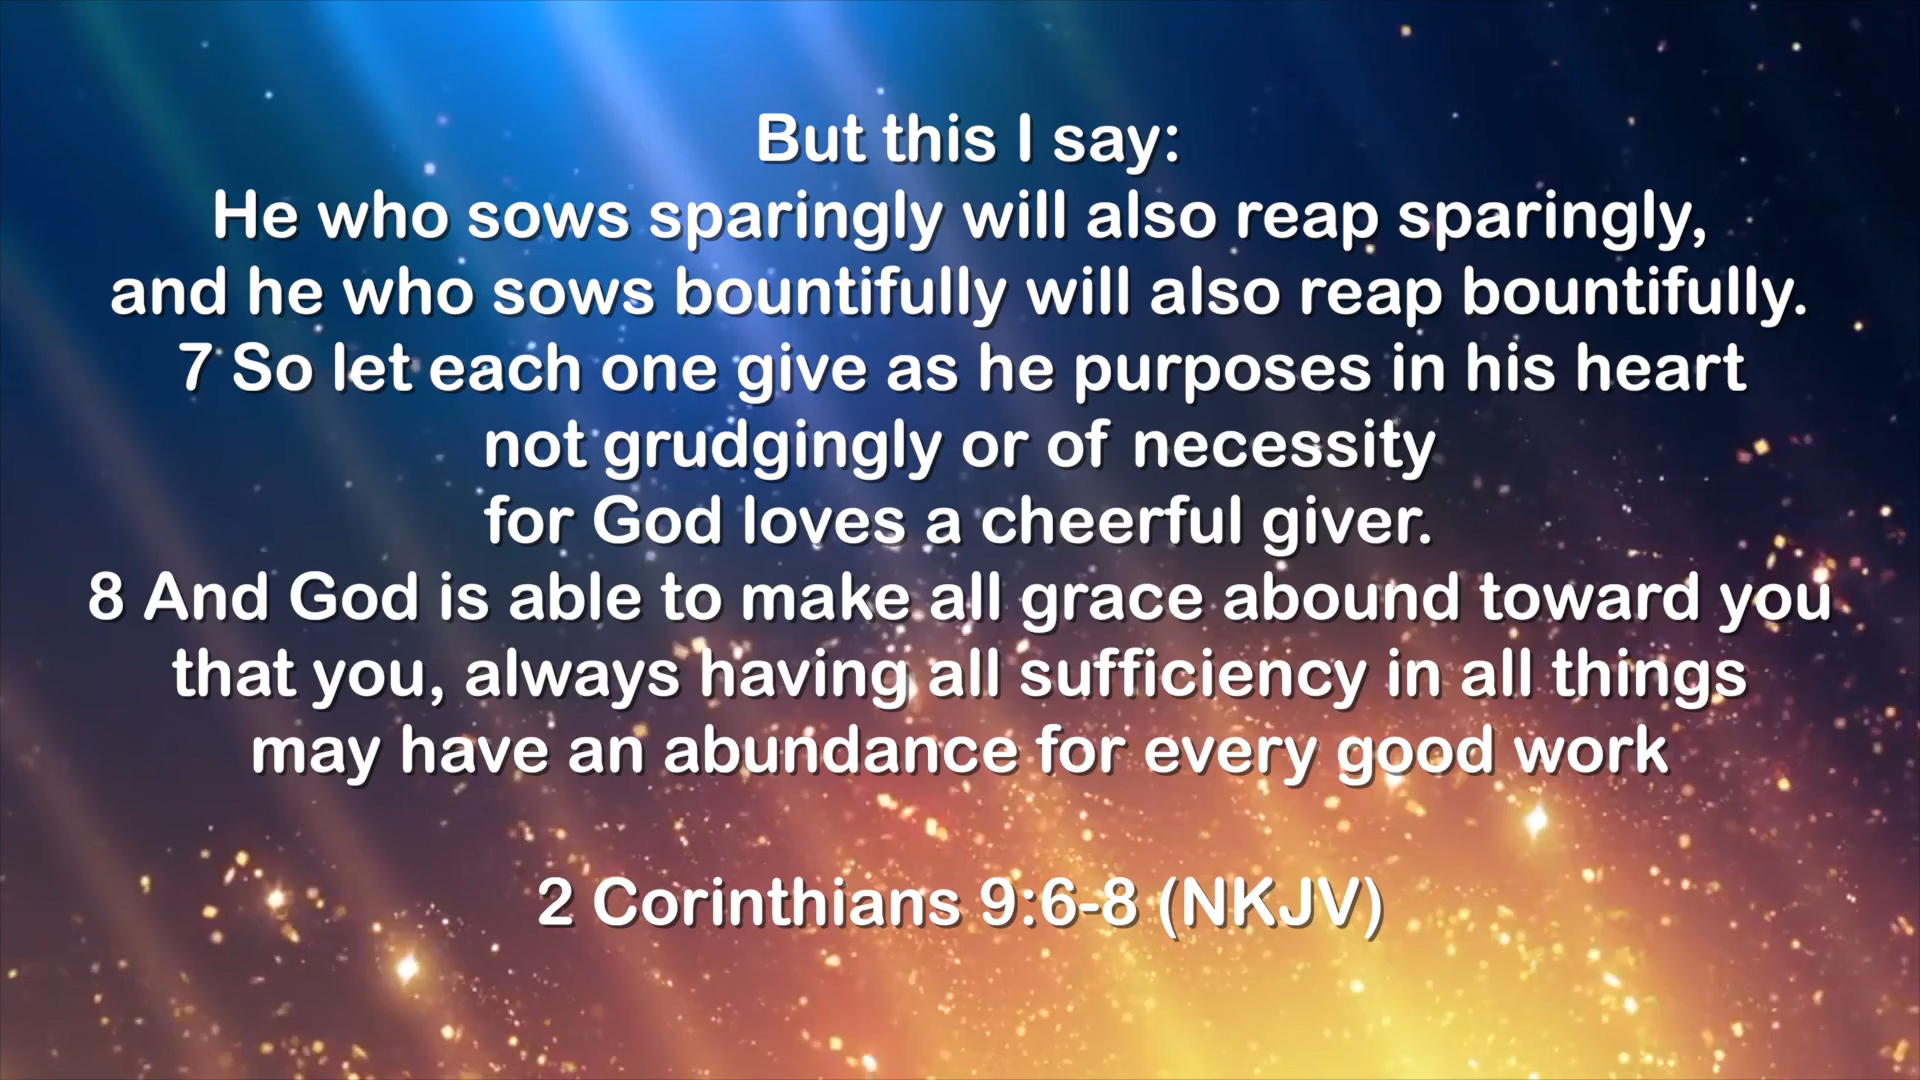 But this I say:
He who sows sparingly will also reap sparingly,
and he who sows bountifully will also reap bountifully.
7 So let each one give as he purposes in his heart
not grudgingly or of necessity
for God loves a cheerful giver.
8 And God is able to make all grace abound toward you
that you, always having all sufficiency in all things
may have an abundance for every good work
2 Corinthians 9:6-8 (NKJV)